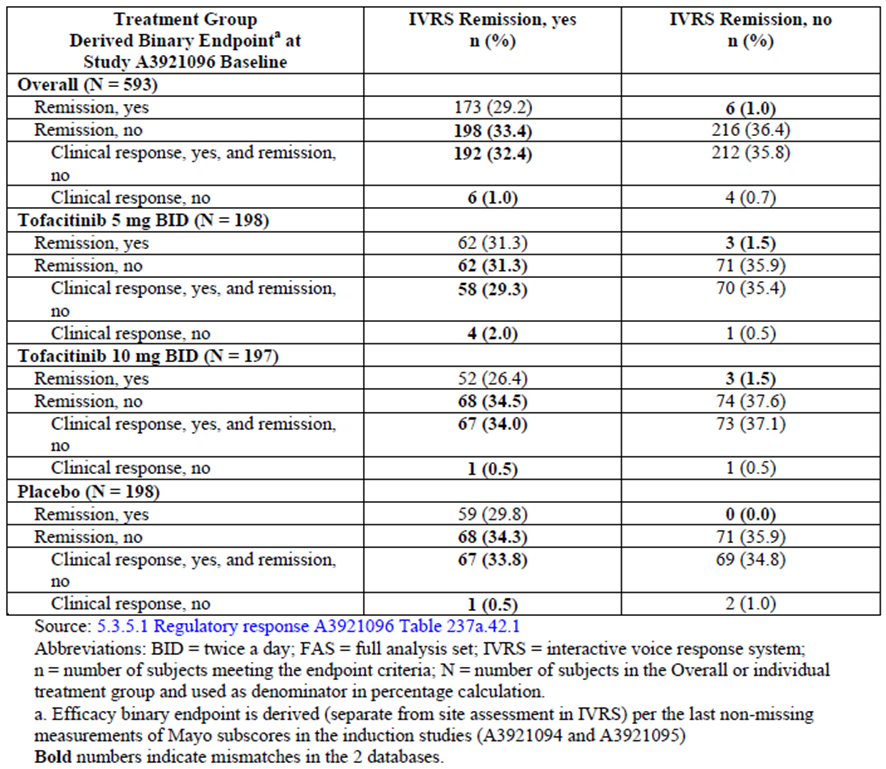 Treatment Group
Derived Binary Endpointa at
Study A3921096 Baseline
IVRS Remission, yes
n (%)
IVRS Remission, no
n (%)
Overall (N = 593)
Remission, yes 173 (29.2) 6 (1.0)
Remission, no 198 (33.4) 216 (36.4)
Clinical response, yes, and remission, 192 (32.4) 212 (35.8)
no
Clinical response, no 6 (1.0) 4 (0.7)
Tofacitinib 5 mg BID (N = 198)
Remission, yes 62 (31.3) 3 (1.5)
Remission, no 62 (31.3) 71 (35.9)
Clinical response, yes, and remission, 58 (29.3) 70 (35.4)
no
Clinical response, no 4 (2.0) 1 (0.5)
Tofacitinib 10 mg BID (N = 197)
Remission, yes 52 (26.4) 3 (1.5)
Remission, no 68 (34.5) 74 (37.6)
Clinical response, yes, and remission, 67 (34.0) 73 (37.1)
no
Clinical response, no 1 (0.5) 1 (0.5)
Placebo (N = 198)
Remission, yes 59 (29.8) 0 (0.0)
Remission, no 68 (34.3) 71 (35.9)
Clinical response, yes, and remission, 67 (33.8) 69 (34.8)
no
Clinical response, no 1 (0.5) 2 (1.0)
Source: 5.3.5.1 Regulatory response A3921096 Table 237a.42.1
Abbreviations: BID = twice a day; FAS = full analysis set; IVRS = interactive voice response system;
n = number of subjects meeting the endpoint criteria; N = number of subjects in the Overall or individual
treatment group and used as denominator in percentage calculation.
a. Efficacy binary endpoint is derived (separate from site assessment in IVRS) per the last non-missing
measurements of Mayo subscores in the induction studies (A3921094 and A3921095)
Bold numbers indicate mismatches in the 2 databases.